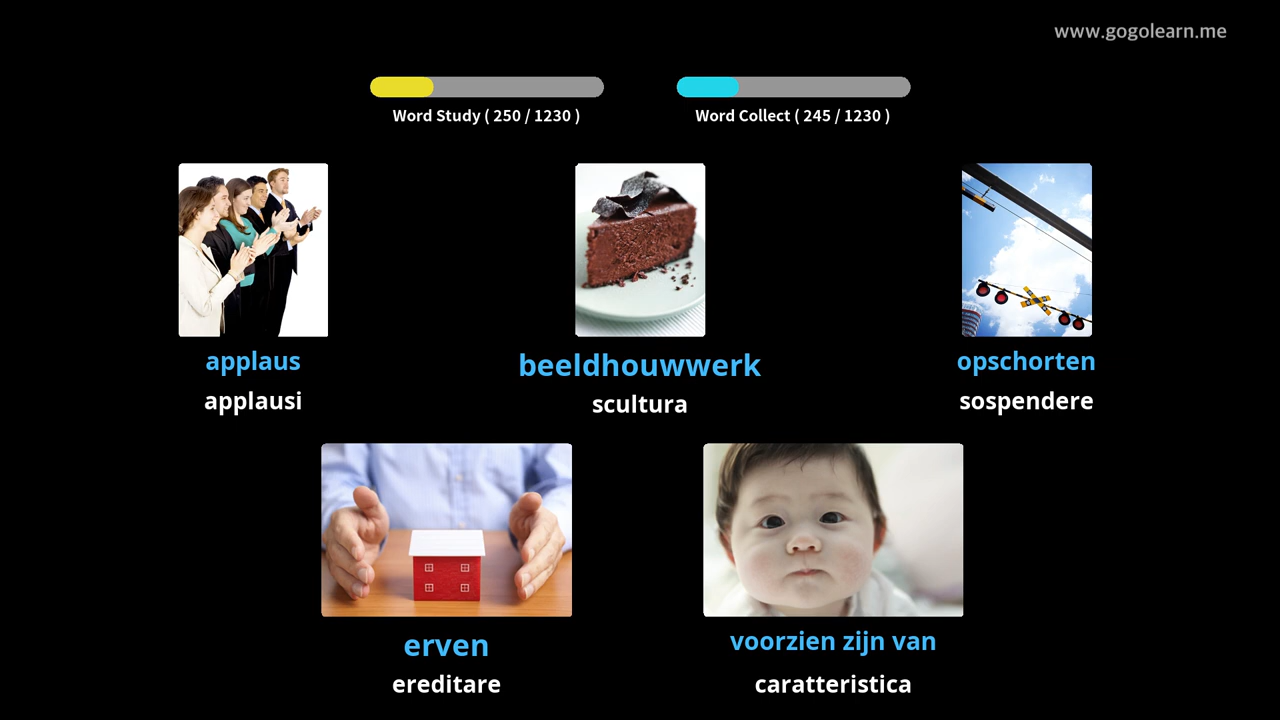 www.gogolearn.me
Word Study ( 250 / 1230 )
Word Collect ( 245 / 1230 )
applaus
applausi
beeldhouwwerk
scultura
opschorten
sospendere
erven
ereditare
voorzien zijn van
caratteristica